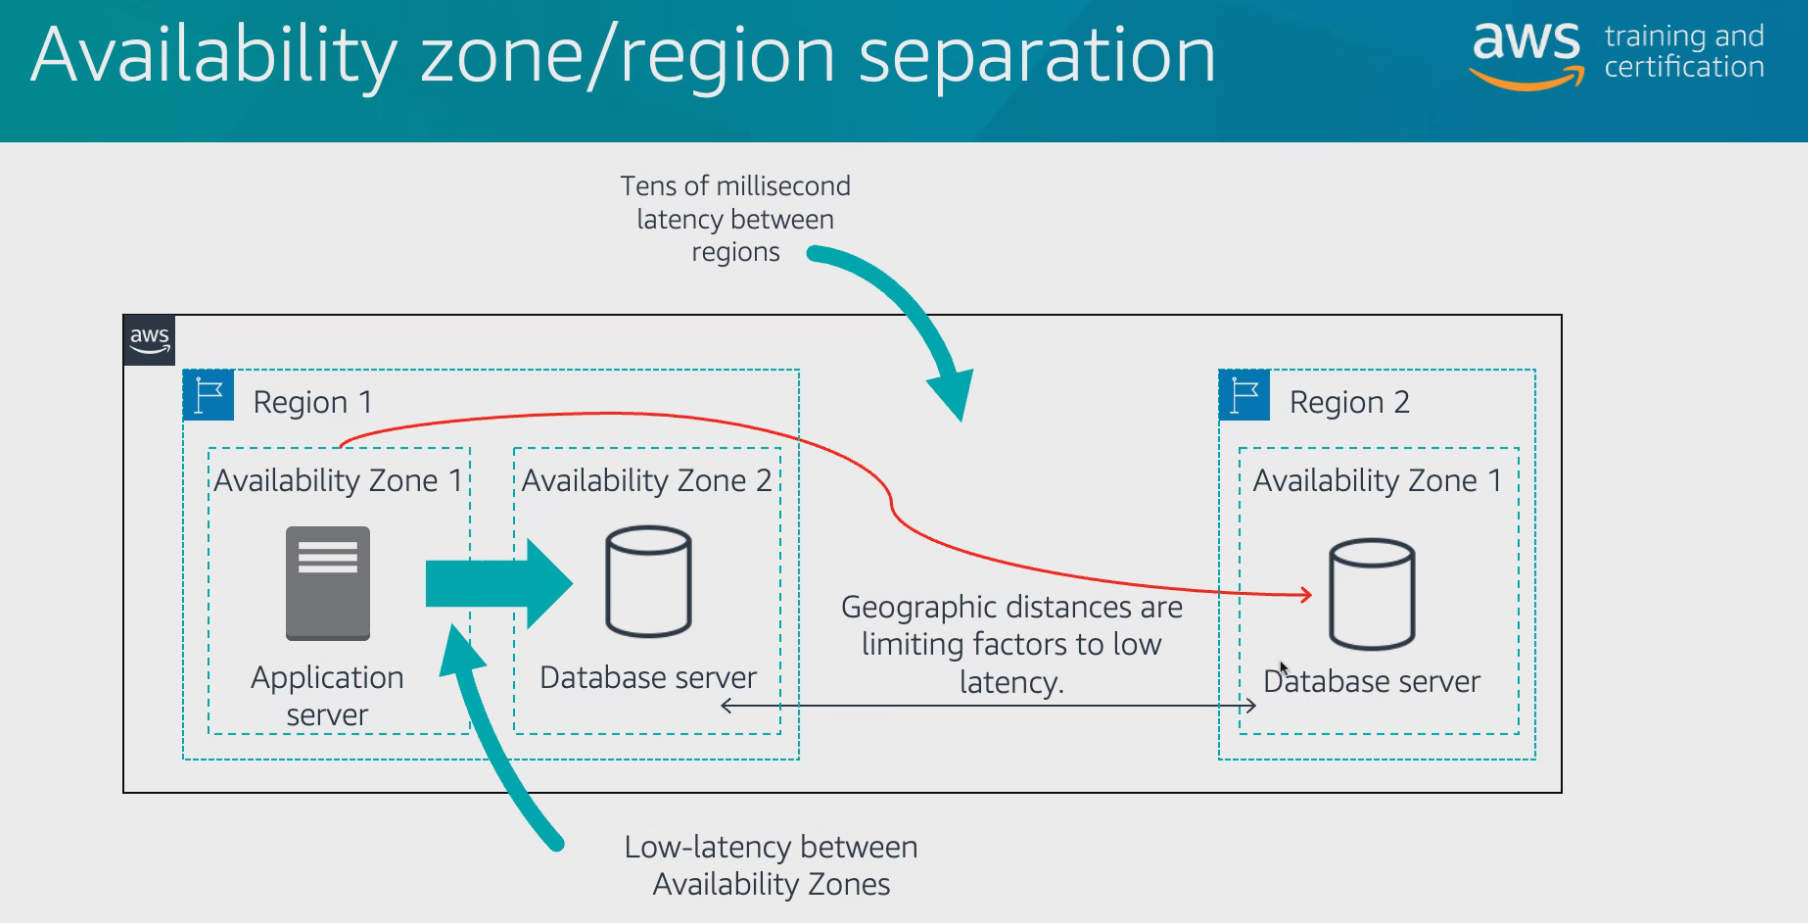 Availability zone/region separation
aws
training and
certification
Tens of millisecond
latency between
regions
aws
Region 1
Region 2
Availability Zone 1
Availability Zone 2
Availability Zone 1
Application
server
Database server
Geographic distances are
limiting factors to low
latency.
Database server
Low-latency between
Availability Zones